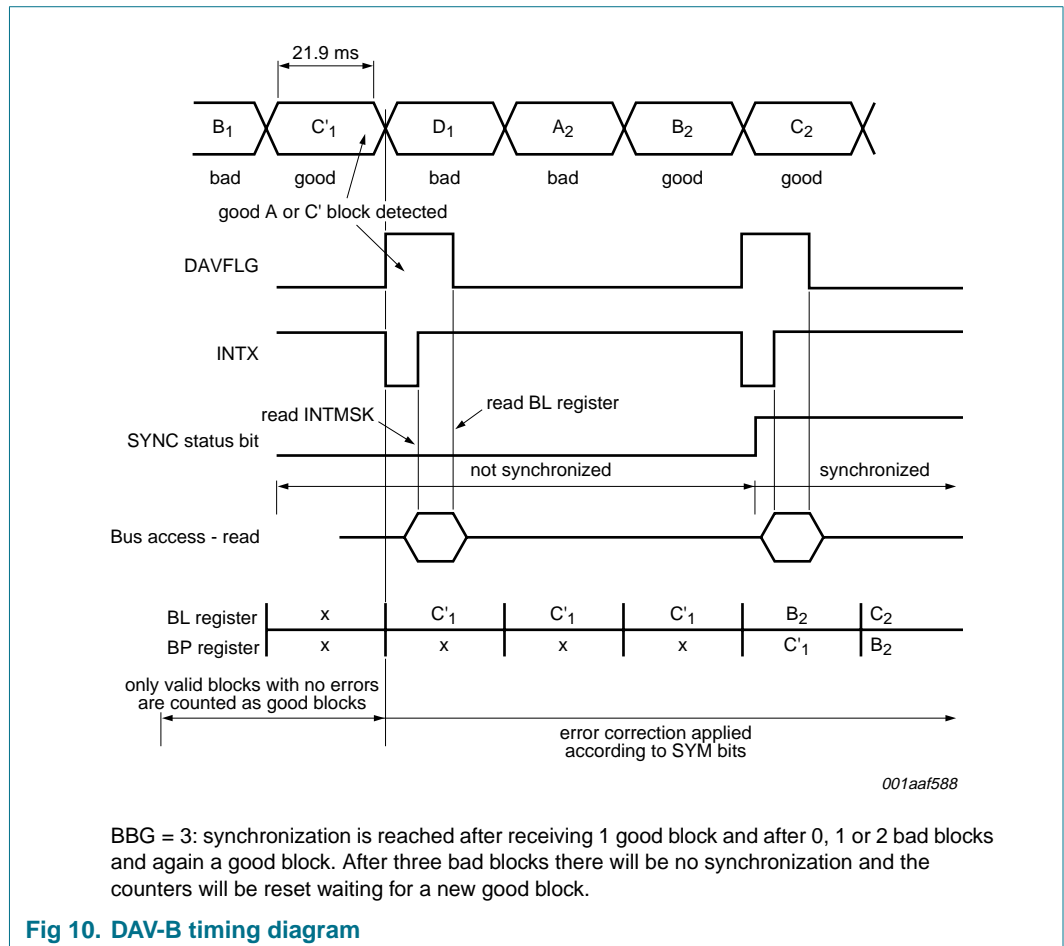 21.9 ms
B1 C'1 D1 A2 B2 C2
bad good bad bad good good
good A or C' block detected
DAVFLG
INTX
read INTMSK
read BL register
SYNC status bit
not synchronized
synchronized
Bus access - read
BL register x C'1 C'1 C'1 B2 C2
BP register x x x x C'1 B2
only valid blocks with no errors
are counted as good blocks
error correction applied
according to SYM bits
001aaf588
BBG = 3: synchronization is reached after receiving 1 good block and after 0, 1 or 2 bad blocks
and again a good block. After three bad blocks there will be no synchronization and the
counters will be reset waiting for a new good block.
Fig 10. DAV-B timing diagram